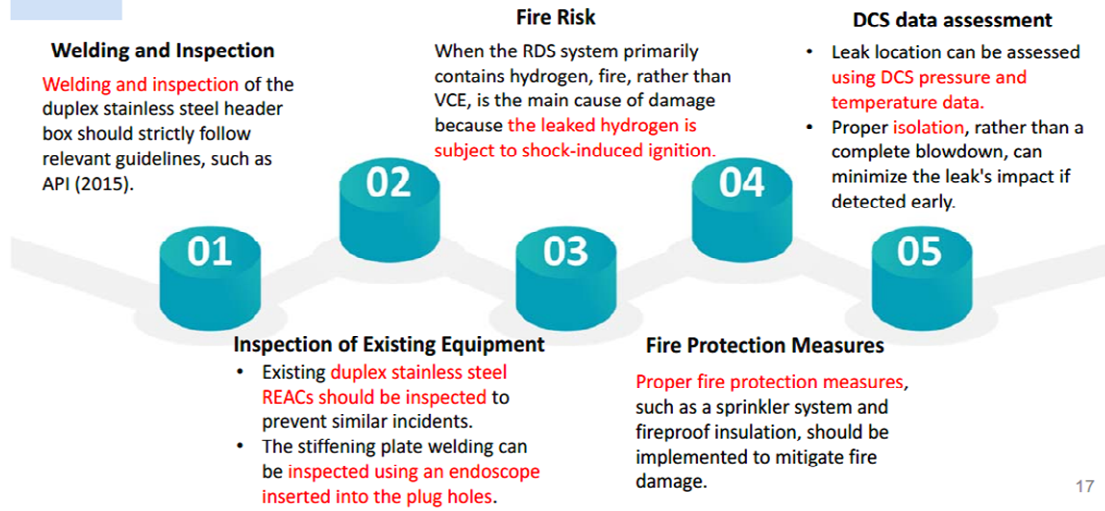 Welding and Inspection
Welding and inspection of the
duplex stainless steel header
box should strictly follow
relevant guidelines, such as
API (2015).
01
02
Inspection of Existing Equipment
• Existing duplex stainless steel
REACs should be inspected to
prevent similar incidents.
• The stiffening plate welding can
be inspected using an endoscope
inserted into the plug holes.
Fire Risk
When the RDS system primarily
contains hydrogen, fire, rather than
VCE, is the main cause of damage
because the leaked hydrogen is
subject to shock-induced ignition.
03
04
Fire Protection Measures
Proper fire protection measures,
such as a sprinkler system and
fireproof insulation, should be
implemented to mitigate fire
damage.
DCS data assessment
• Leak location can be assessed
using DCS pressure and
temperature data.
• Proper isolation, rather than a
complete blowdown, can
minimize the leak's impact if
detected early.
05
17